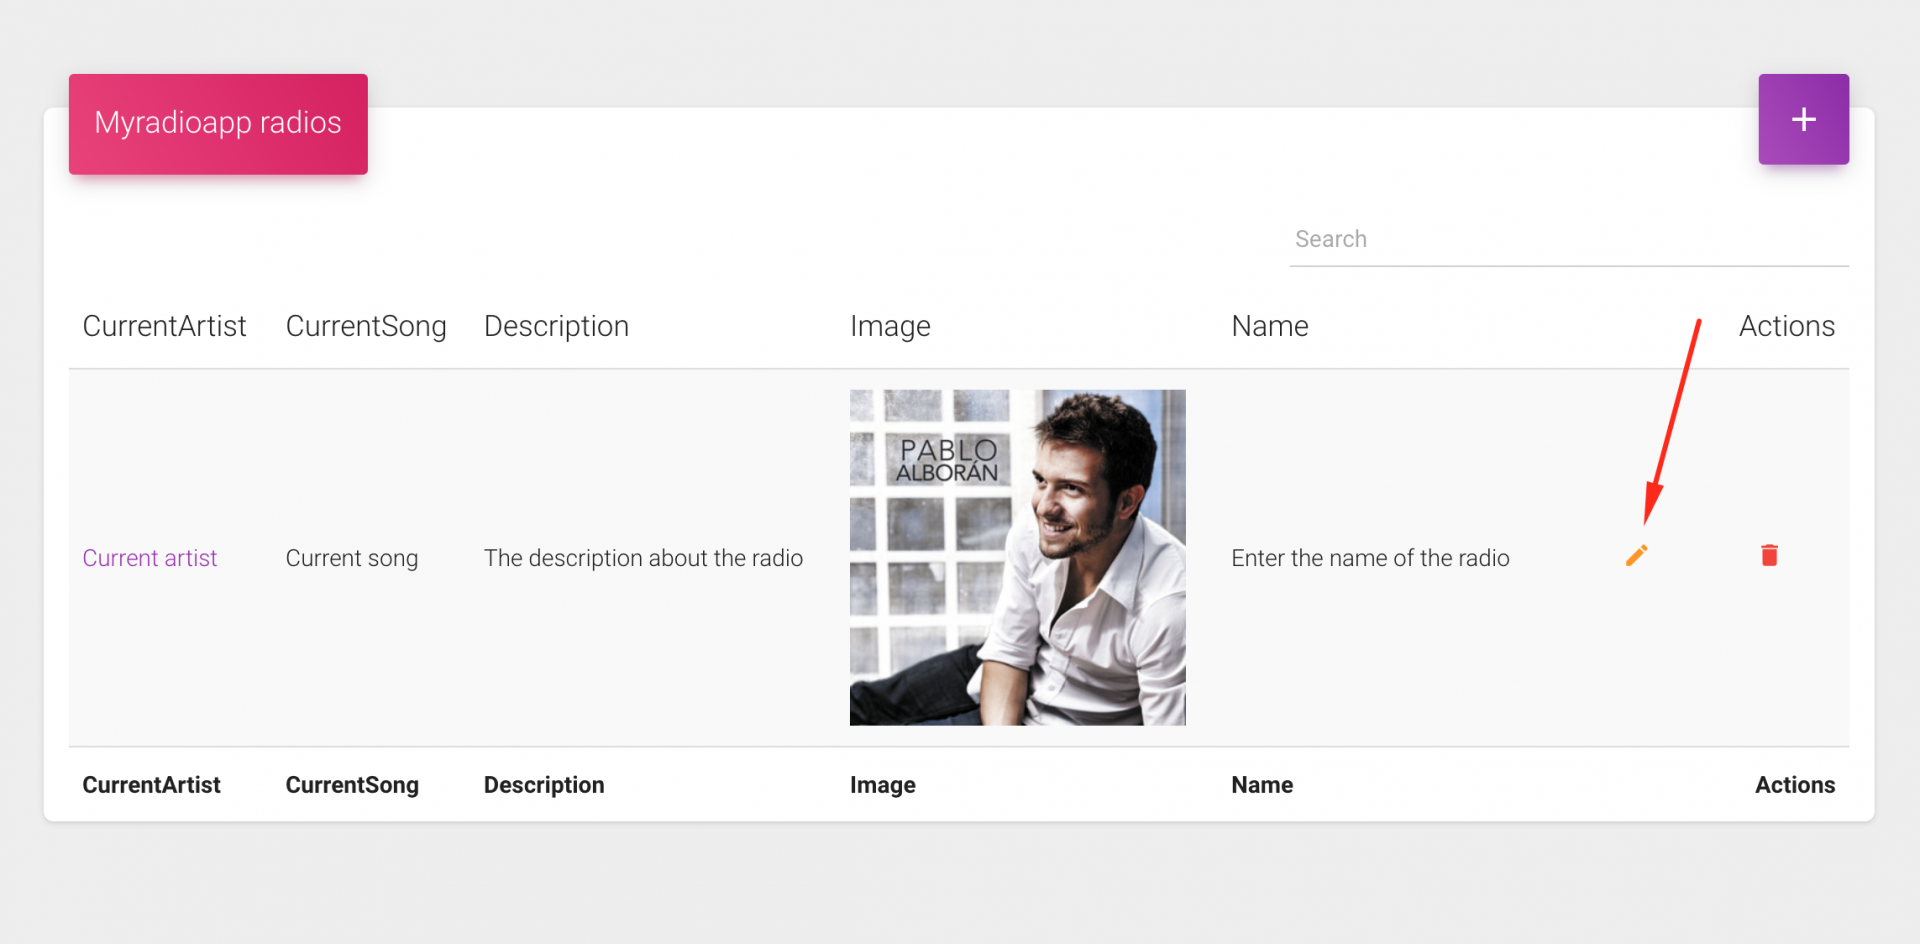 Myradioapp radios
+
Search
CurrentArtist CurrentSong Description Image Name Actions
PABLO
ALBORÁN
Current artist Current song The description about the radio Enter the name of the radio
CurrentArtist CurrentSong Description Image Name Actions